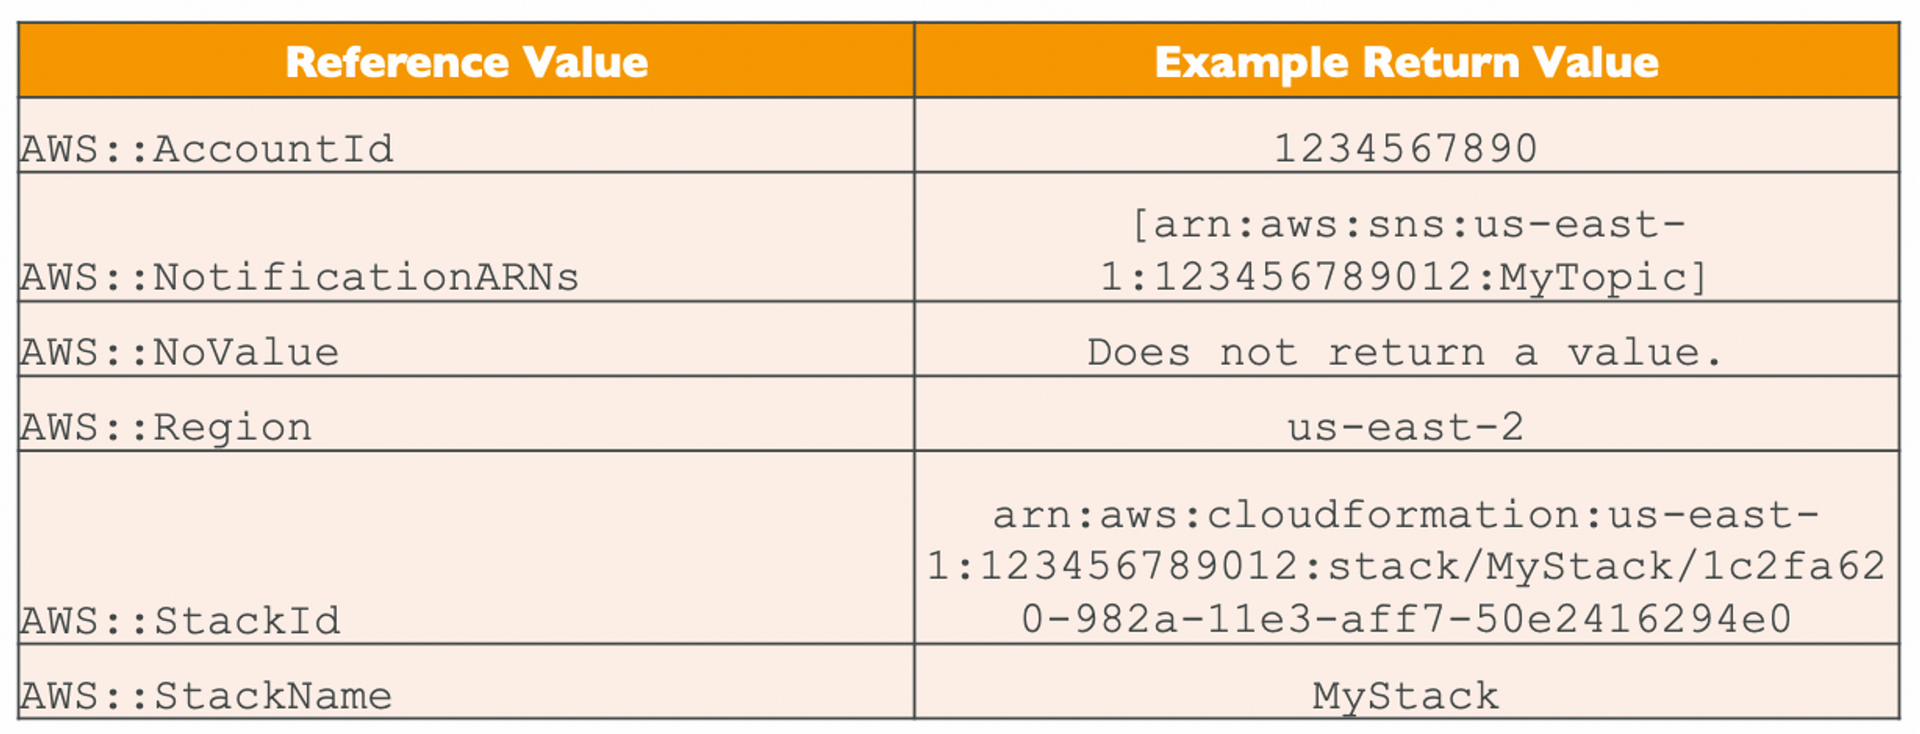 Reference Value Example Return Value
AWS::AccountId 1234567890
[arn:aws:sns:us-east-
AWS::NotificationARNs 1:123456789012:MyTopic]
AWS::NoValue Does not return a value.
AWS::Region us-east-2
arn:aws:cloudformation:us-east-
1:123456789012:stack/MyStack/1c2fa62
AWS::StackId 0-982a-11e3-aff7-50e2416294e0
AWS::StackName MyStack